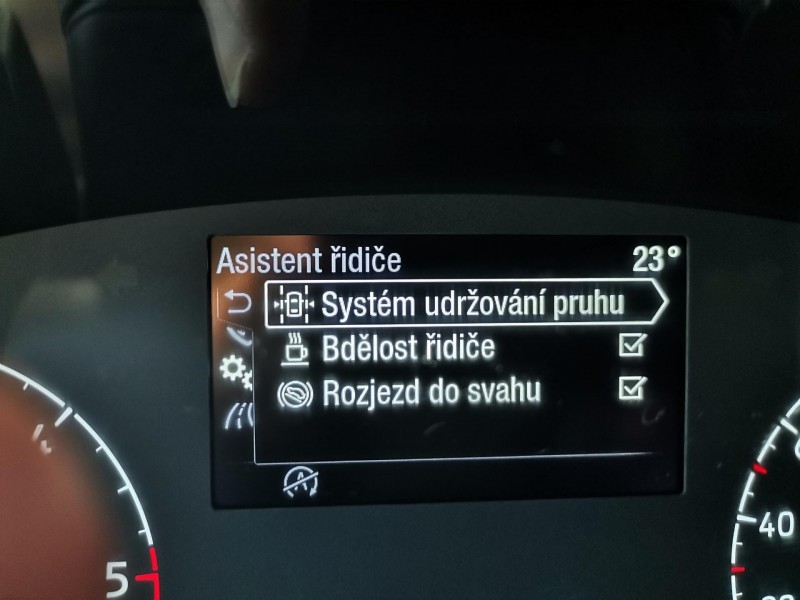 Asistent řidiče 23°
Systém udržování pruhu
Bdělost řidiče
Rozjezd do svahu
A
5
40